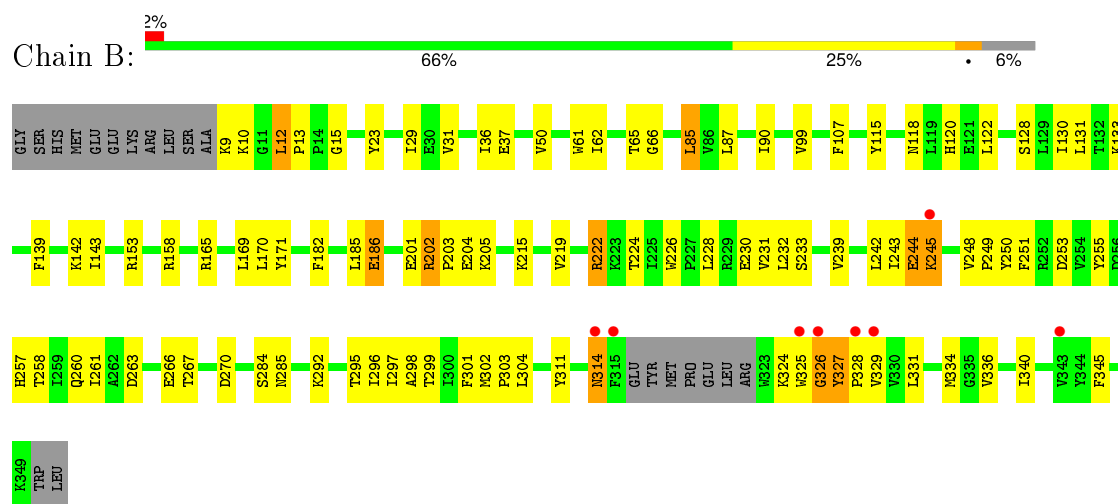 2%
Chain B:
66% 25% • 6%
GLY SER HIS MET GLU GLU LYS ARG LEU SER ALA K9 K10 G11 L12 P13 P14 G15 Y23 I29 E30 V31 I36 E37 V50 W61 I62 T65 G66 L85 V86 L87 I90 V99 F107 Y115 N118 L119 H120 E121 L122 S128 L129 I130 L131 T132 K133
F139 K142 I143 R153 R158 R165 L169 L170 Y171 F182 L185 E186 E201 R202 P203 E204 K205 K215 V219 R222 K223 T224 I225 W226 P227 L228 R229 E230 V231 L232 S233 V239 L242 I243 E244 K245 V248 P249 Y250 F251 R252 D253 V254 Y255
H257 T258 I259 Q260 I261 A262 D263 E266 T267 D270 S284 N285 K292 T295 I296 I297 A298 T299 I300 F301 M302 P303 L304 Y311 N314 F315 GLU TYR MET PRO GLU LEU ARG W323 K324 W325 G326 Y327 P328 V329 V330 L331 M334 G335 V336 I340 V343 Y344 F345
K349 TRP LEU